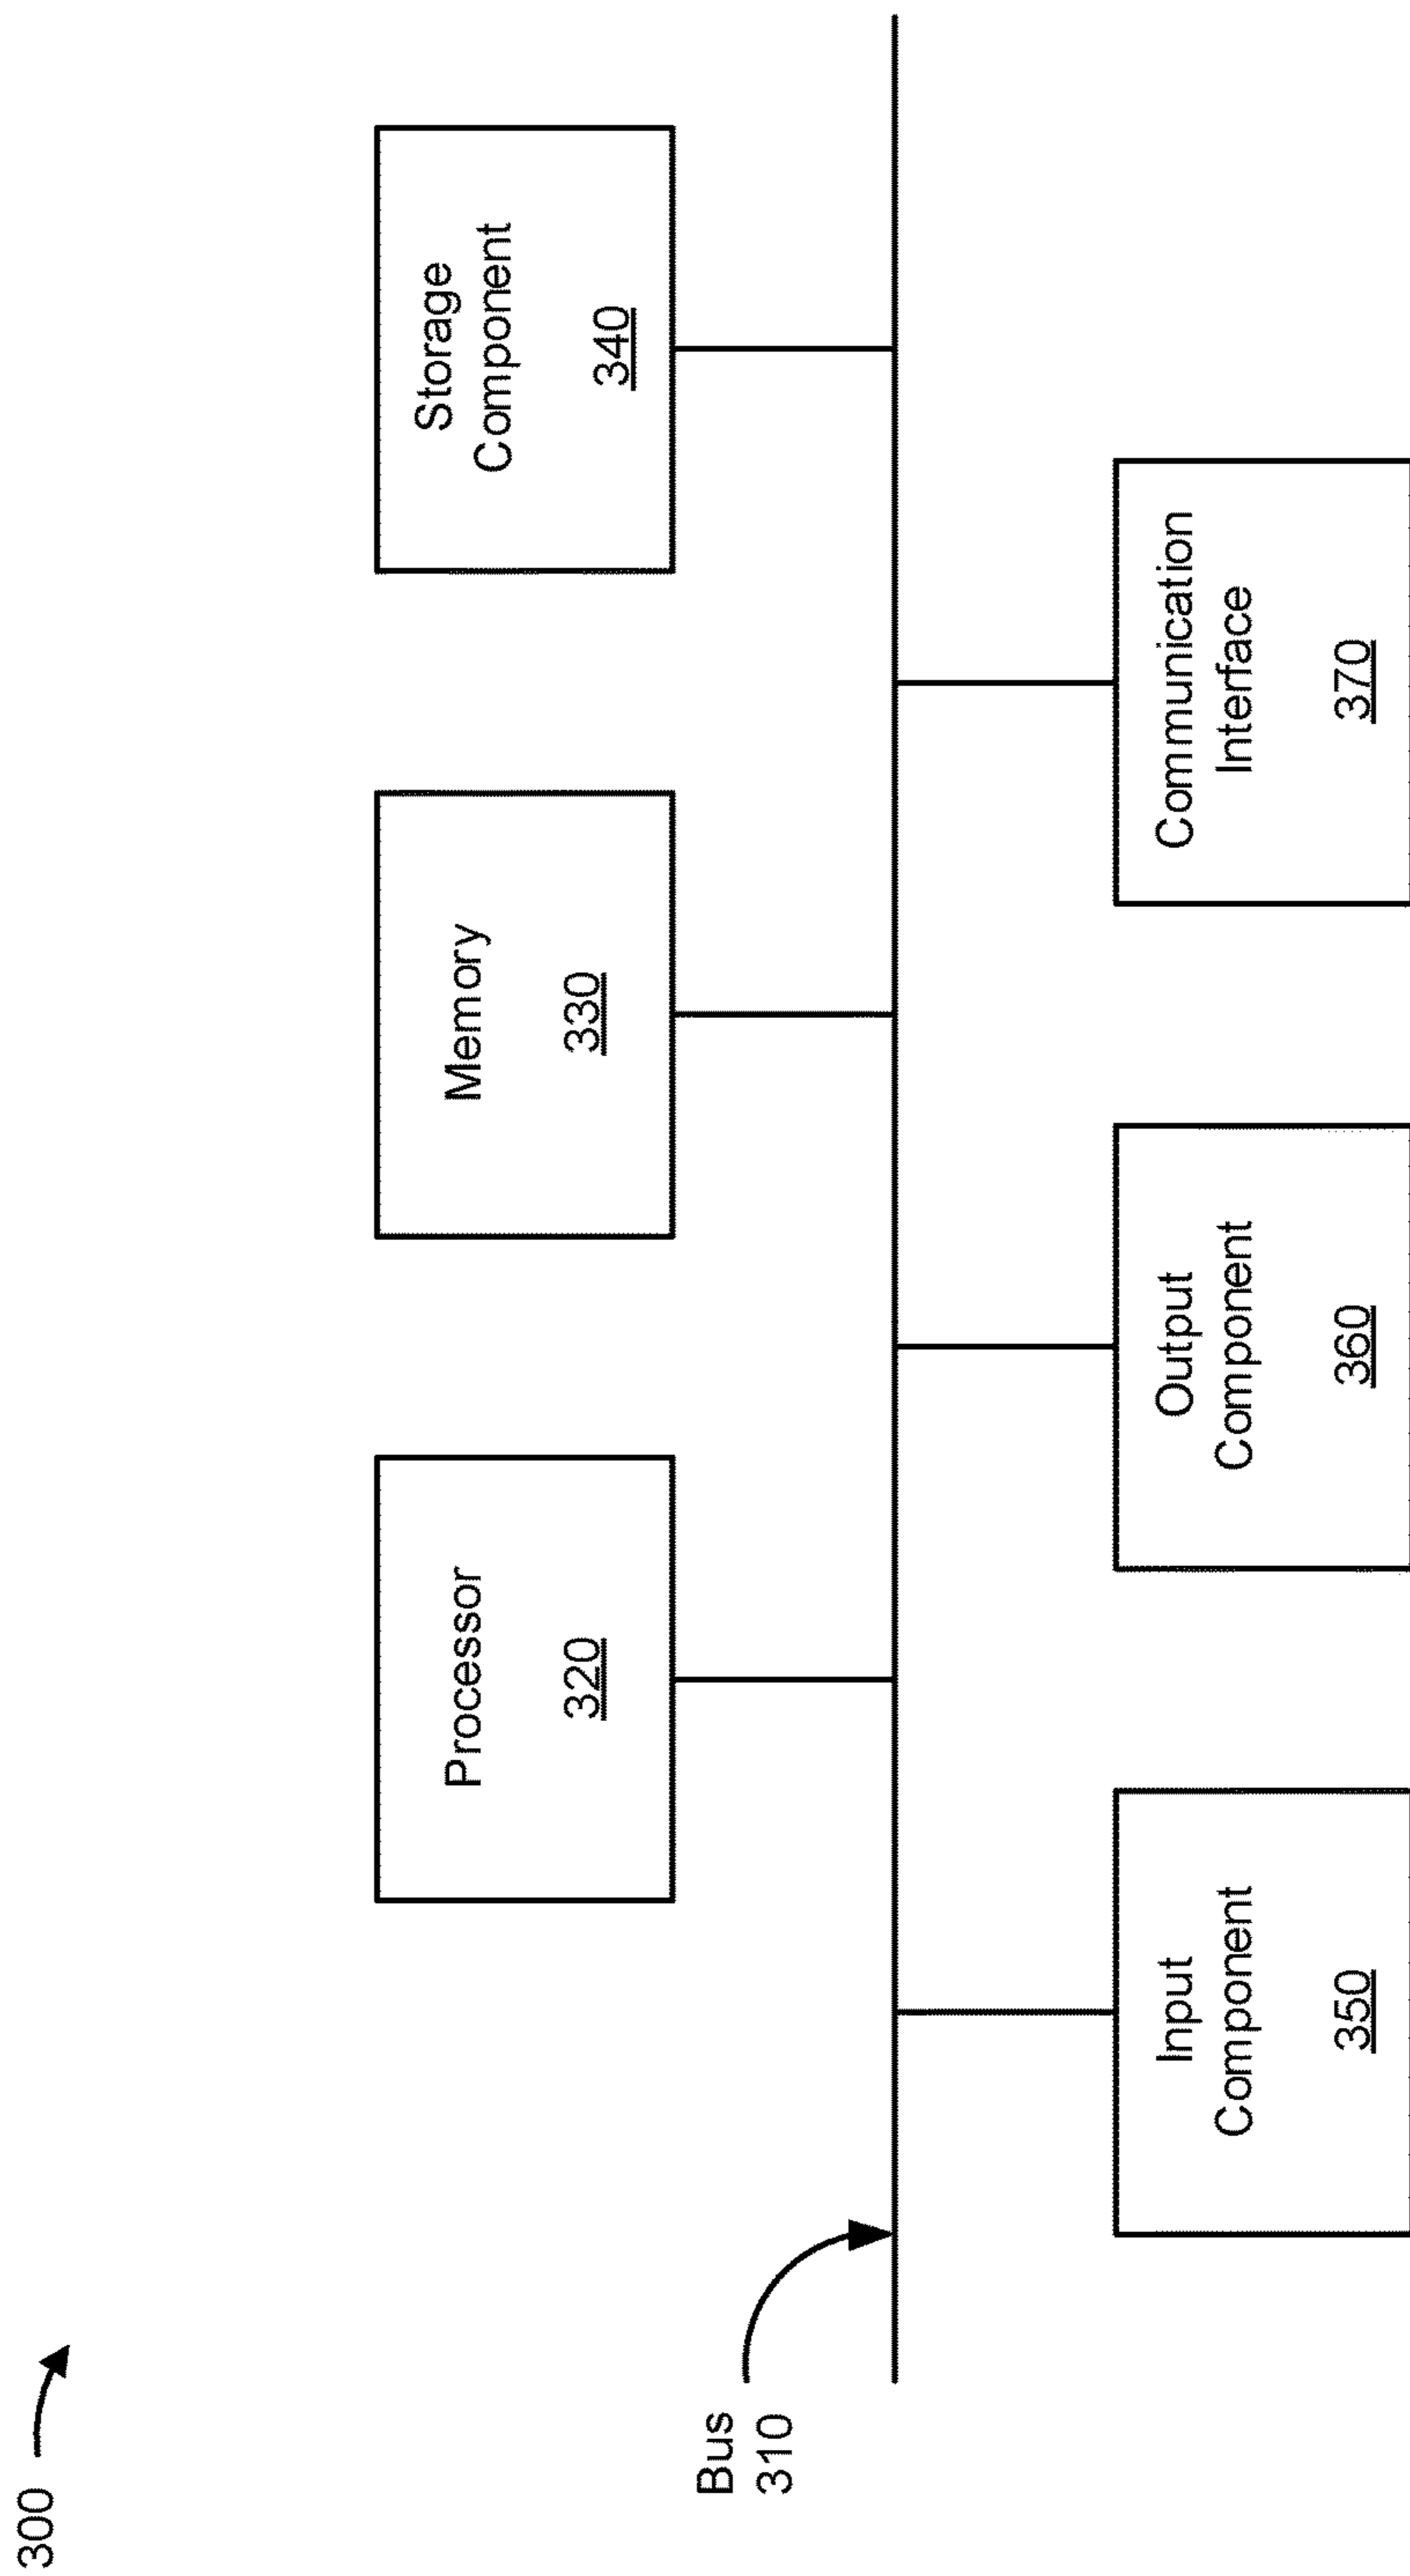 300
Processor
320
Memory
330
Storage
Component
340
Bus
310
Input
Component
350
Output
Component
360
Communication
Interface
370